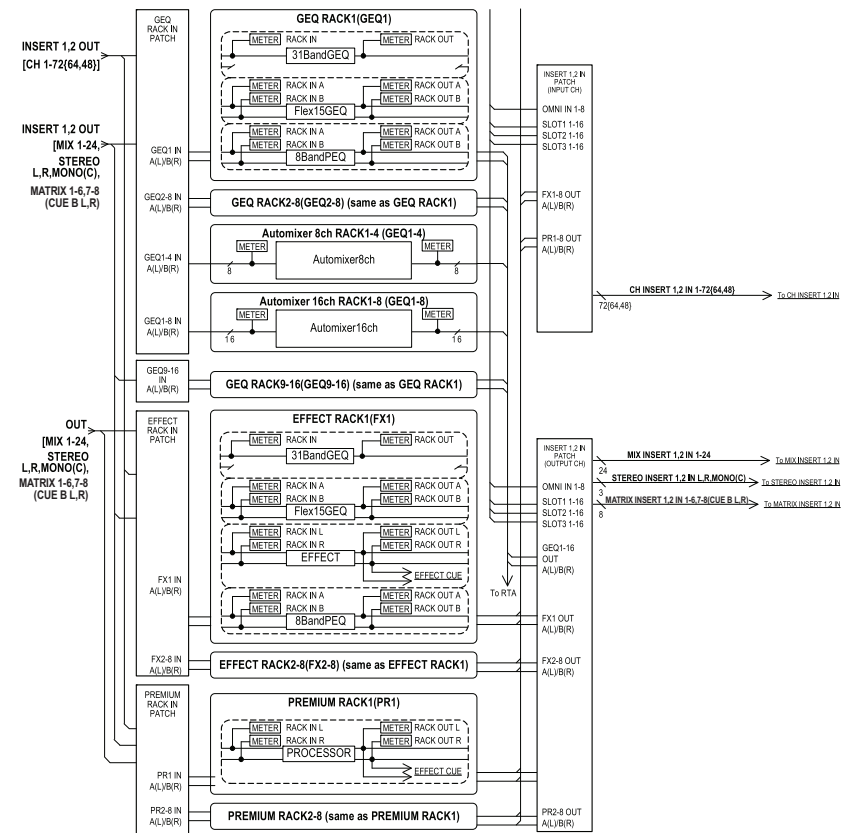 INSERT 1,2 OUT
[CH 1-72{64,48}]
INSERT 1,2 OUT
[MIX 1-24,
STEREO
L,R,MONO(C),
MATRIX 1-6,7-8
(CUE B L,R)
OUT
[MIX 1-24,
STEREO
L,R,MONO(C),
MATRIX 1-6,7-8
(CUE B L,R)
GEQ
RACK IN
PATCH
GEQ1 IN
A(L)/B(R)
GEQ2-8 IN
A(L)/B(R)
GEQ1-4 IN
A(L)/B(R)
GEQ1-8 IN
A(L)/B(R)
GEQ9-16
IN
A(L)/B(R)
EFFECT
RACK IN
PATCH
FX1 IN
A(L)/B(R)
FX2-8 IN
A(L)/B(R)
PREMIUM
RACK IN
PATCH
PR1 IN
A(L)/B(R)
PR2-8 IN
A(L)/B(R)
GEQ RACK1(GEQ1)
METER RACK IN METER RACK OUT
31BandGEQ
METER RACK IN A METER RACK OUT A
METER RACK IN B METER RACK OUT B
Flex15GEQ
METER RACK IN A METER RACK OUT A
METER RACK IN B METER RACK OUT B
8BandPEQ
GEQ RACK2-8(GEQ2-8) (same as GEQ RACK1)
Automixer 8ch RACK1-4 (GEQ1-4)
METER METER
Automixer8ch
8 8
Automixer 16ch RACK1-8 (GEQ1-8)
METER METER
Automixer16ch
16 16
GEQ RACK9-16(GEQ9-16) (same as GEQ RACK1)
EFFECT RACK1(FX1)
METER RACK IN METER RACK OUT
31BandGEQ
METER RACK IN A METER RACK OUT A
METER RACK IN B METER RACK OUT B
Flex15GEQ
METER RACK IN L METER RACK OUT L
METER RACK IN R METER RACK OUT R
EFFECT
EFFECT CUE
METER RACK IN A METER RACK OUT A
METER RACK IN B METER RACK OUT B
8BandPEQ
EFFECT RACK2-8(FX2-8) (same as EFFECT RACK1)
PREMIUM RACK1(PR1)
METER RACK IN L METER RACK OUT L
METER RACK IN R METER RACK OUT R
PROCESSOR
EFFECT CUE
PREMIUM RACK2-8 (same as PREMIUM RACK1)
To RTA
INSERT 1,2 IN
PATCH
(INPUT CH)
OMNI IN 1-8
SLOT1 1-16
SLOT2 1-16
SLOT3 1-16
FX1-8 OUT
A(L)/B(R)
PR1-8 OUT
A(L)/B(R)
CH INSERT 1,2 IN 1-72{64,48}
72{64,48}
To CH INSERT 1,2 IN
INSERT 1,2 IN
PATCH
(OUTPUT CH)
OMNI IN 1-8
SLOT1 1-16
SLOT2 1-16
SLOT3 1-16
GEQ1-16
OUT
A(L)/B(R)
FX1 OUT
A(L)/B(R)
FX2-8 OUT
A(L)/B(R)
PR2-8 OUT
A(L)/B(R)
MIX INSERT 1,2 IN 1-24
24
To MIX INSERT 1,2 IN
STEREO INSERT 1,2 IN L,R,MONO(C)
3
To STEREO INSERT 1,2 IN
MATRIX INSERT 1,2 IN 1-6,7-8(CUE B L,R)
8
To MATRIX INSERT 1,2 IN